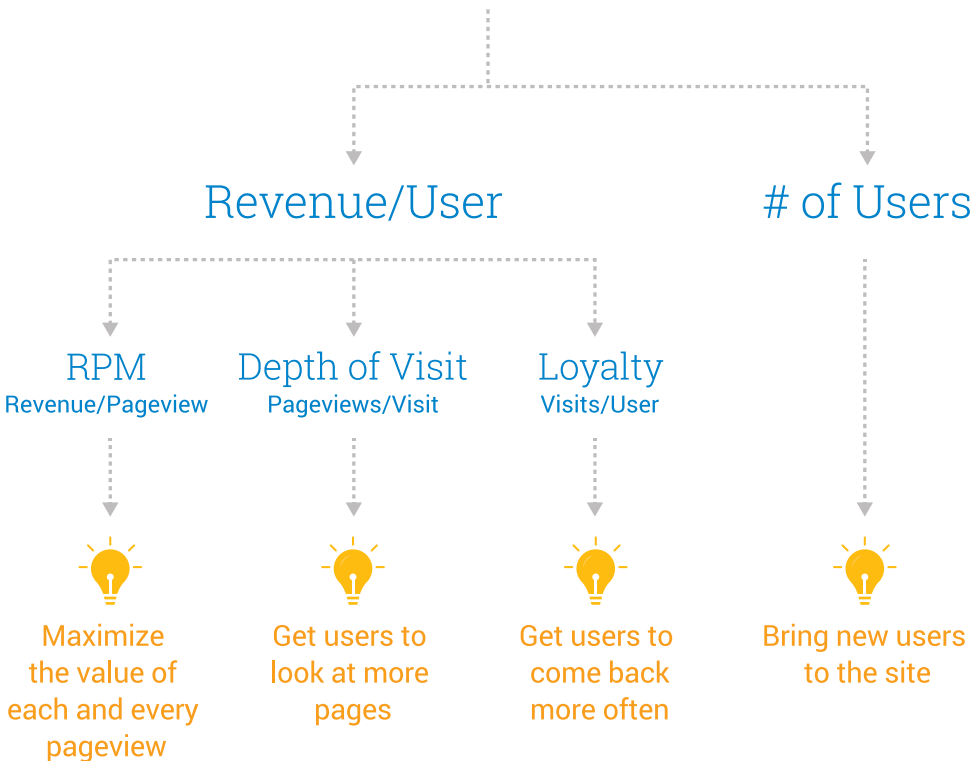 Revenue/User
# of Users
RPM
Revenue/Pageview
Depth of Visit
Pageviews/Visit
Loyalty
Visits/User
Maximize
the value of
each and every
pageview
Get users to
look at more
pages
Get users to
come back
more often
Bring new users
to the site